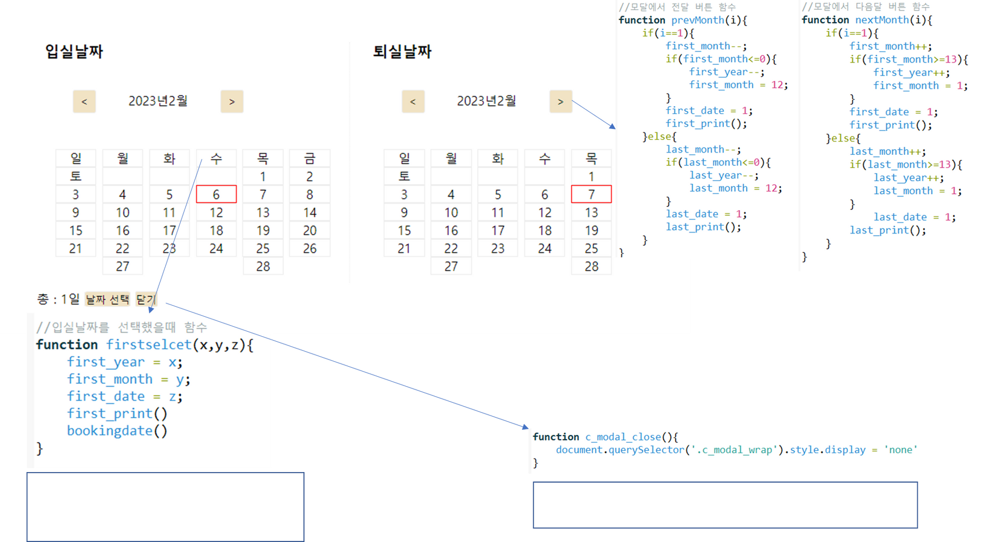 입실날짜
< 2023년2월 >
일 월 화 수 목 금
토 1 2
3 4 5 6 7 8
9 10 11 12 13 14
15 16 17 18 19 20
21 22 23 24 25 26
27 28
퇴실날짜
< 2023년2월 >
일 월 화 수 목
토 1
3 4 5 6 7
9 10 11 12 13
15 16 17 18 19
21 22 23 24 25
27 28
총 : 1일 날짜 선택 닫기
//모달에서 전달 버튼 함수
function prevMonth(i){
    if(i==1){
        first_month--;
        if(first_month<=0){
            first_year--;
            first_month = 12;
        }
        first_date = 1;
        first_print();
    }else{
        last_month--;
        if(last_month<=0){
            last_year--;
            last_month = 12;
        }
        last_date = 1;
        last_print();
    }
}
//모달에서 다음달 버튼 함수
function nextMonth(i){
    if(i==1){
        first_month++;
        if(first_month>=13){
            first_year++;
            first_month = 1;
        }
        first_date = 1;
        first_print();
    }else{
        last_month++;
        if(last_month>=13){
            last_year++;
            last_month = 1;
        }
            last_date = 1;
        last_print();
    }
}
//입실날짜를 선택했을때 함수
function firstselcet(x,y,z){
    first_year = x;
    first_month = y;
    first_date = z;
    first_print()
    bookingdate()
}
function c_modal_close(){
    document.querySelector('.c_modal_wrap').style.display = 'none'
}